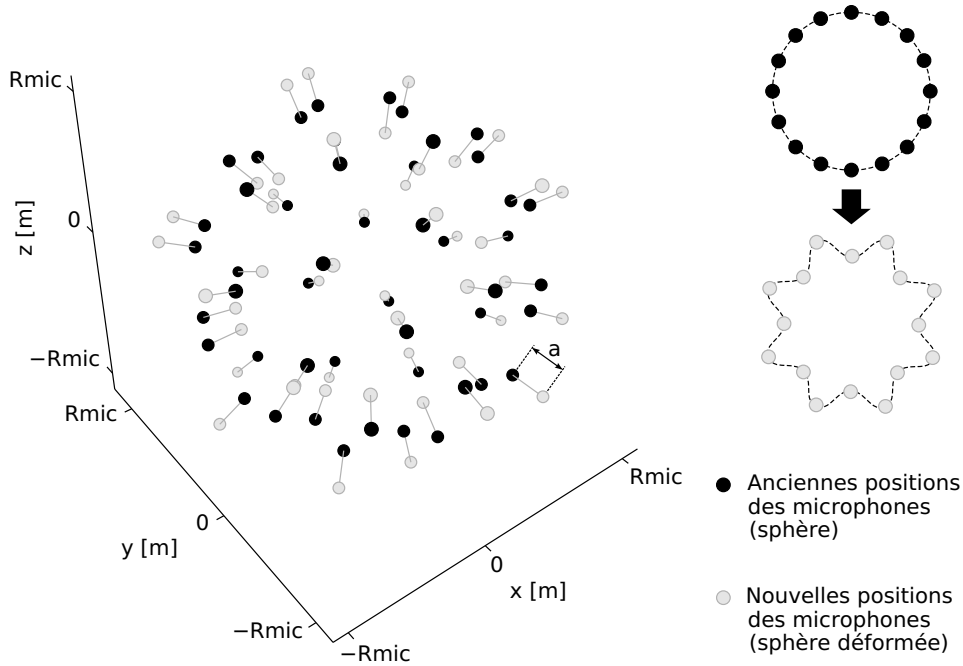 Rmic
0
z [m]
−Rmic
Rmic
0
y [m]
−Rmic
−Rmic
0
x [m]
Rmic
a
Anciennes positions
des microphones
(sphère)
Nouvelles positions
des microphones
(sphère déformée)